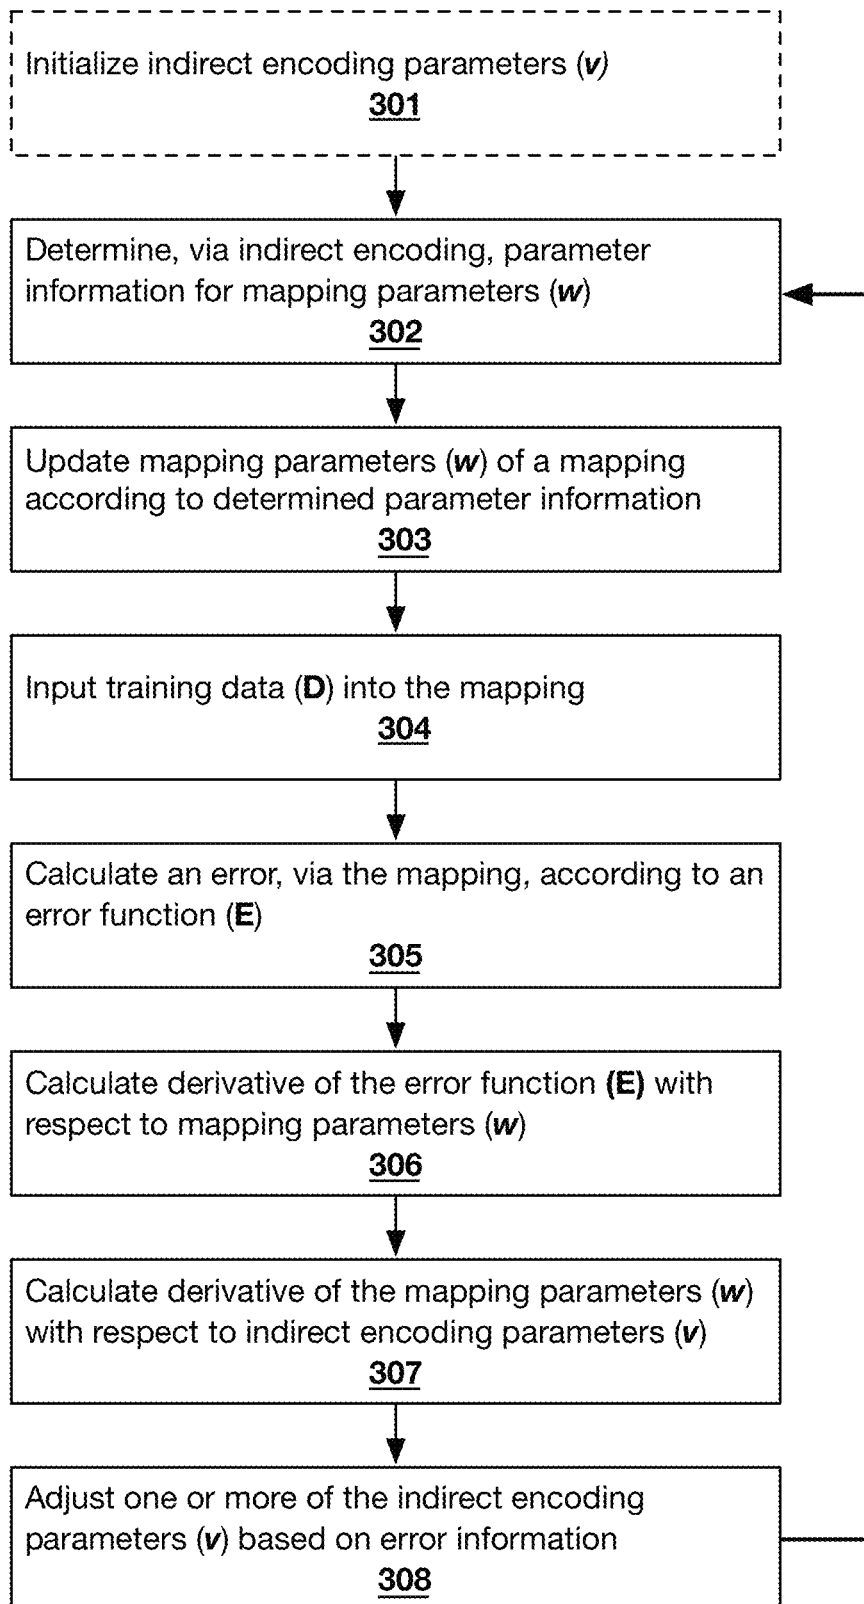 Initialize indirect encoding parameters (v)
301
Determine, via indirect encoding, parameter
information for mapping parameters (w)
302
Update mapping parameters (w) of a mapping
according to determined parameter information
303
Input training data (D) into the mapping
304
Calculate an error, via the mapping, according to an
error function (E)
305
Calculate derivative of the error function (E) with
respect to mapping parameters (w)
306
Calculate derivative of the mapping parameters (w)
with respect to indirect encoding parameters (v)
307
Adjust one or more of the indirect encoding
parameters (v) based on error information
308